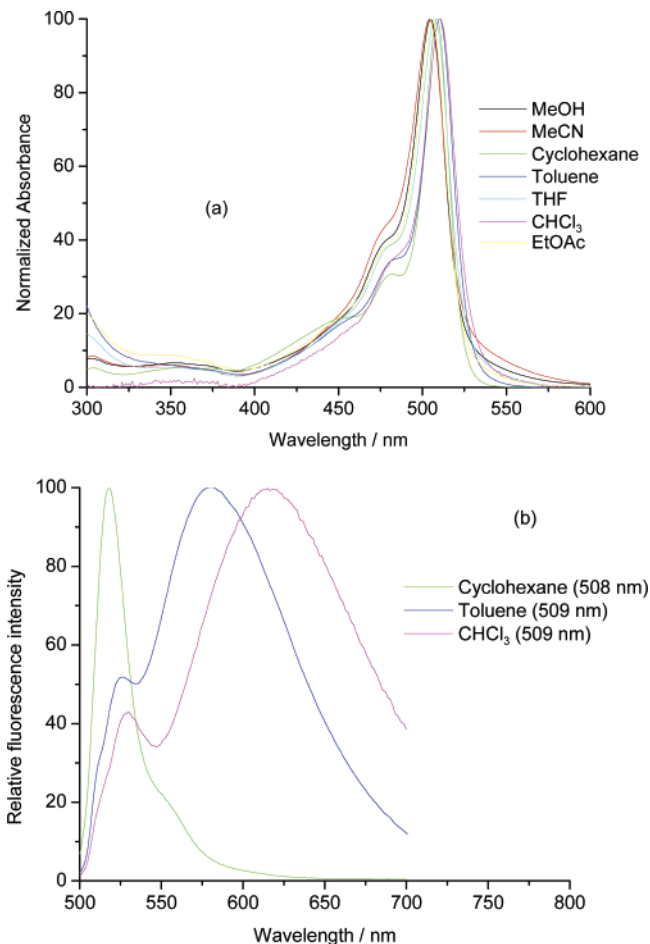 100
80
60
40
20
0
Normalized Absorbance
(a)
MeOH
MeCN
Cyclohexane
Toluene
THF
CHCl₃
EtOAc
300 350 400 450 500 550 600
Wavelength / nm
100
80
60
40
20
0
Relative fluorescence intensity
(b)
Cyclohexane (508 nm)
Toluene (509 nm)
CHCl₃ (509 nm)
500 550 600 650 700 750 800
Wavelength / nm